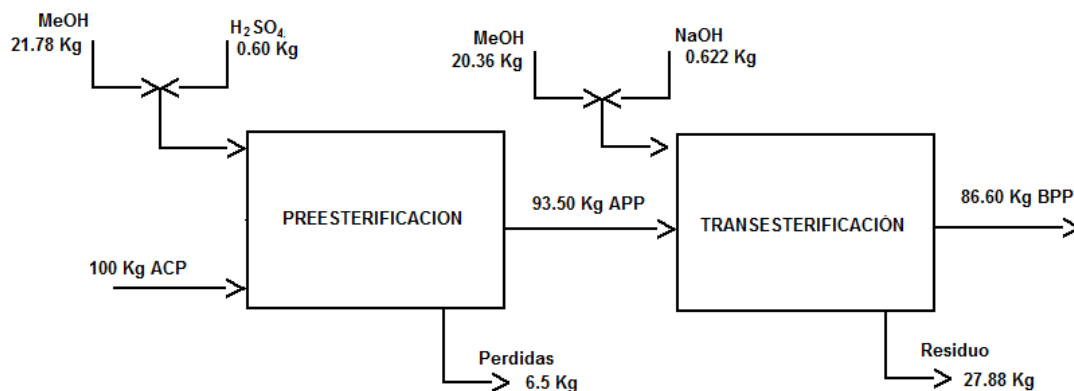 MeOH
21.78 Kg
H2SO4.
0.60 Kg
MeOH
20.36 Kg
NaOH
0.622 Kg
PREESTERIFICACION
93.50 Kg APP
TRANSESTERIFICACIÓN
86.60 Kg BPP
100 Kg ACP
Perdidas
6.5 Kg
Residuo
27.88 Kg